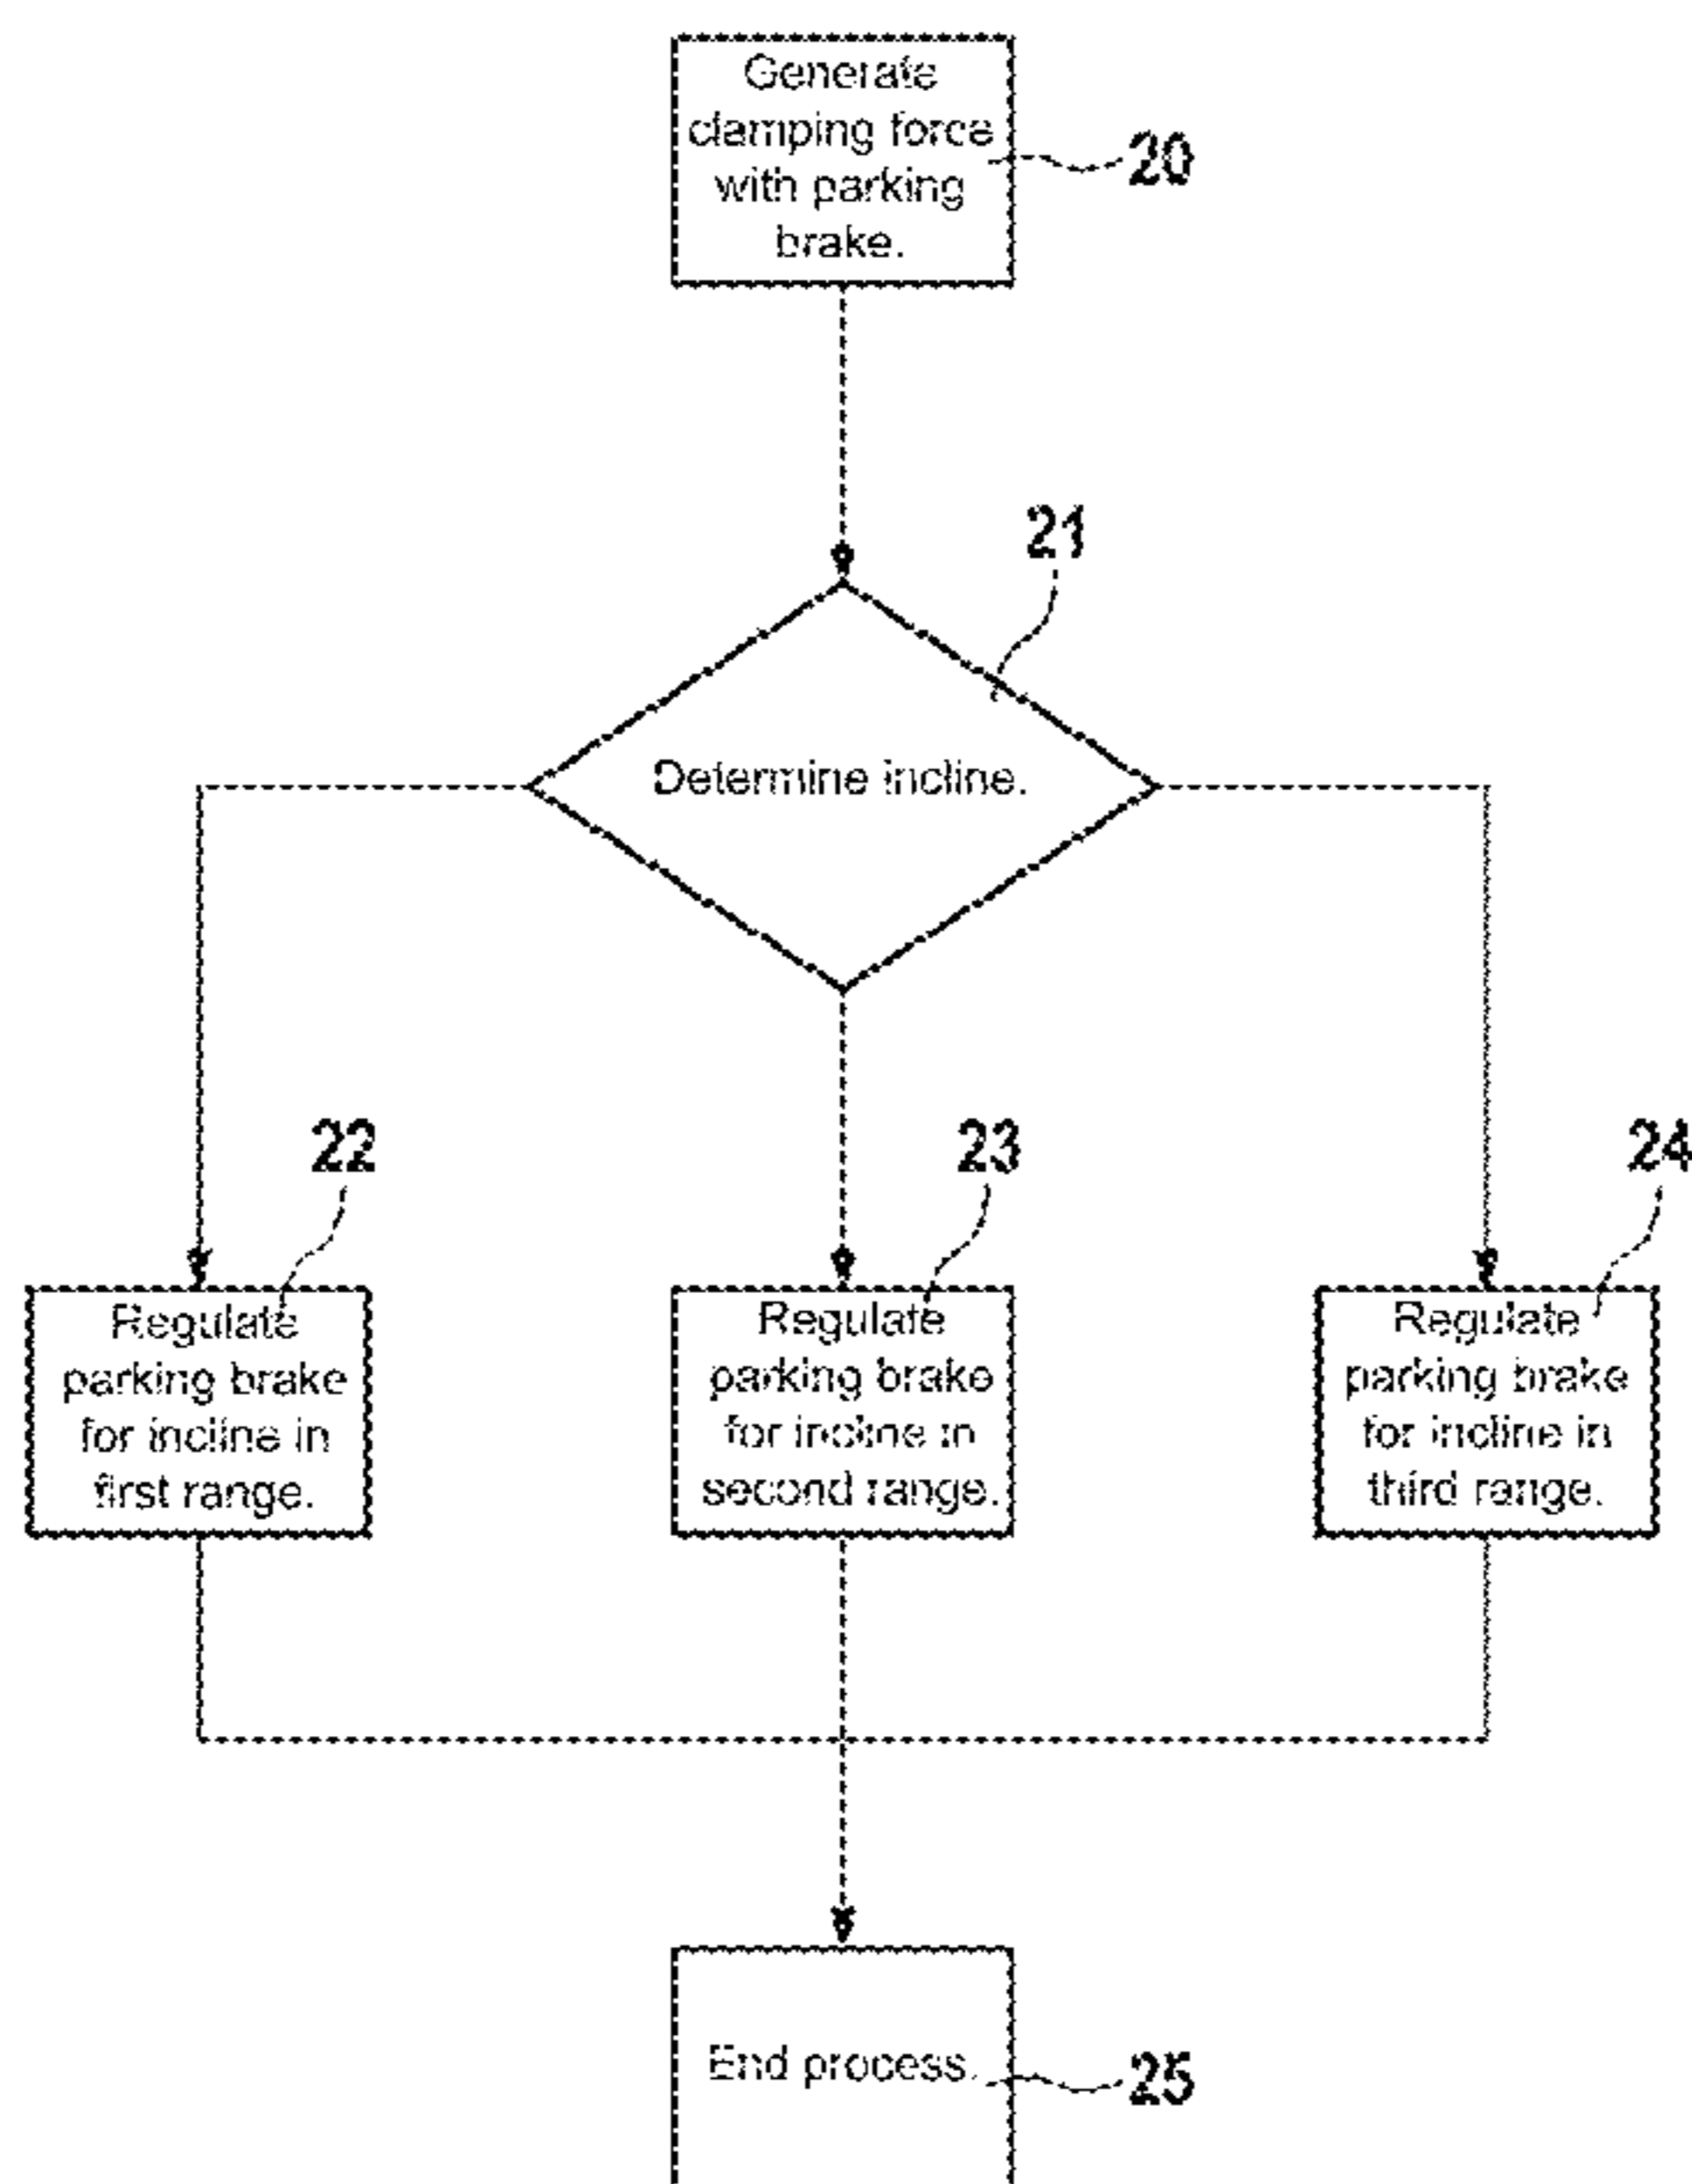 Generate
clamping force
with parking
brake.
20
21
Determine incline.
22
23
24
Regulate
parking brake
for incline in
first range.
Regulate
parking brake
for incline in
second range.
Regulate
parking brake
for incline in
third range.
End process.
25